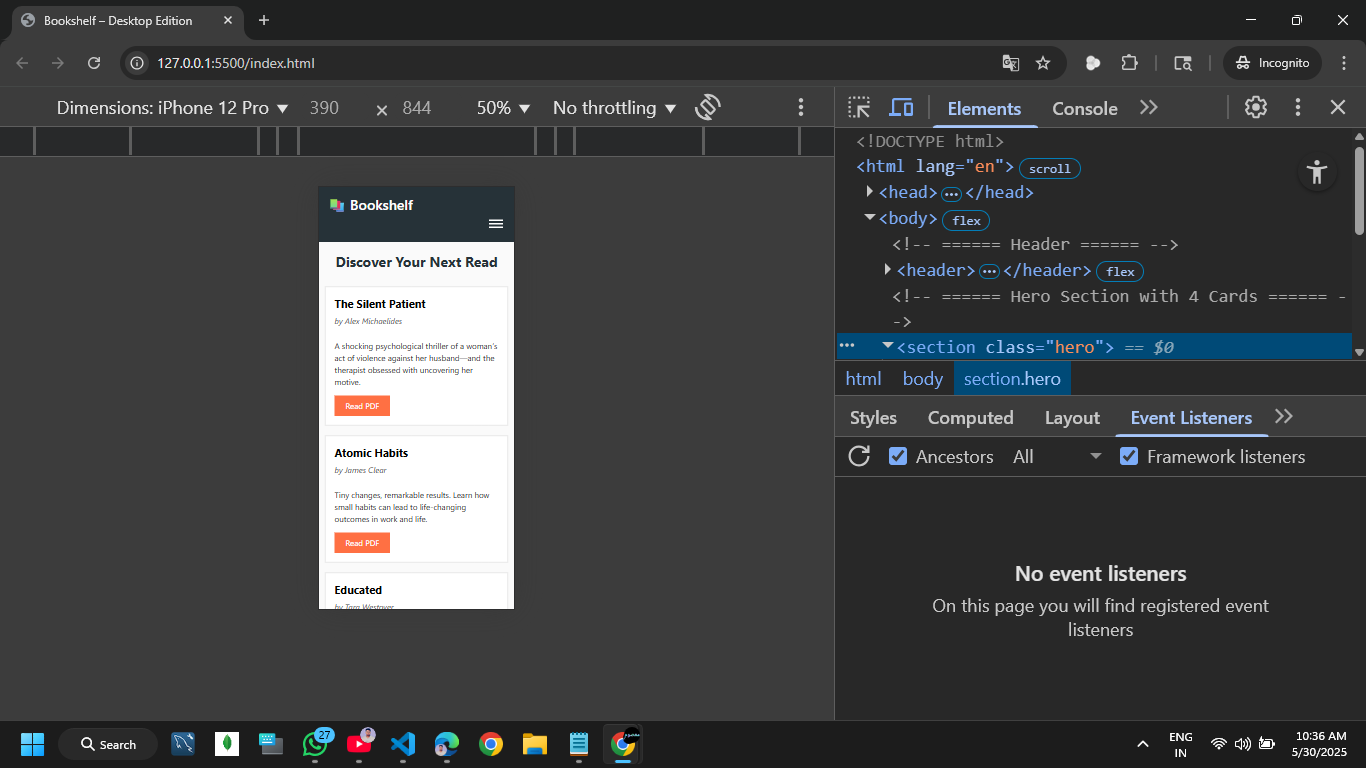 Bookshelf – Desktop Edition
127.0.0.1:5500/index.html
Incognito
Dimensions: iPhone 12 Pro
390
×
844
50%
No throttling
📚 Bookshelf
Discover Your Next Read
The Silent Patient
by Alex Michaelides
A shocking psychological thriller of a woman's
act of violence against her husband—and the
therapist obsessed with uncovering her
motive.
Read PDF
Atomic Habits
by James Clear
Tiny changes, remarkable results. Learn how
small habits can lead to life-changing
outcomes in work and life.
Read PDF
Educated
by Tara Westover
Elements
Console
<!DOCTYPE html>
<html lang="en"> scroll
<head> ••• </head>
<body> flex
<!-- ====== Header ====== -->
<header> ••• </header> flex
<!-- ====== Hero Section with 4 Cards ====== -
->
••• <section class="hero"> == $0
html
body
section.hero
Styles
Computed
Layout
Event Listeners
Ancestors
All
Framework listeners
No event listeners
On this page you will find registered event
listeners
Search
27
ENG
IN
10:36 AM
5/30/2025